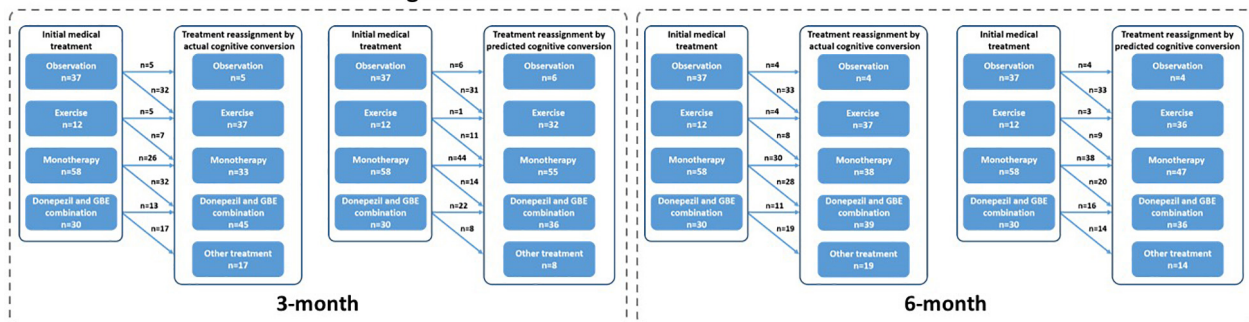 Initial medical
treatment
Observation
n=37
Exercise
n=12
Monotherapy
n=58
Donepezil and GBE
combination
n=30
n=5
n=32
n=5
n=7
n=26
n=32
n=13
n=17
Treatment reassignment by
actual cognitive conversion
Observation
n=5
Exercise
n=37
Monotherapy
n=33
Donepezil and GBE
combination
n=45
Other treatment
n=17
Initial medical
treatment
Observation
n=37
Exercise
n=12
Monotherapy
n=58
Donepezil and GBE
combination
n=30
n=6
n=31
n=1
n=11
n=44
n=14
n=22
n=8
Treatment reassignment by
predicted cognitive conversion
Observation
n=6
Exercise
n=32
Monotherapy
n=55
Donepezil and GBE
combination
n=36
Other treatment
n=8
3-month
Initial medical
treatment
Observation
n=37
Exercise
n=12
Monotherapy
n=58
Donepezil and GBE
combination
n=30
n=4
n=33
n=4
n=8
n=30
n=28
n=11
n=19
Treatment reassignment by
actual cognitive conversion
Observation
n=4
Exercise
n=37
Monotherapy
n=38
Donepezil and GBE
combination
n=39
Other treatment
n=19
Initial medical
treatment
Observation
n=37
Exercise
n=12
Monotherapy
n=58
Donepezil and GBE
combination
n=30
n=4
n=33
n=3
n=9
n=38
n=20
n=16
n=14
Treatment reassignment by
predicted cognitive conversion
Observation
n=4
Exercise
n=36
Monotherapy
n=47
Donepezil and GBE
combination
n=36
Other treatment
n=14
6-month